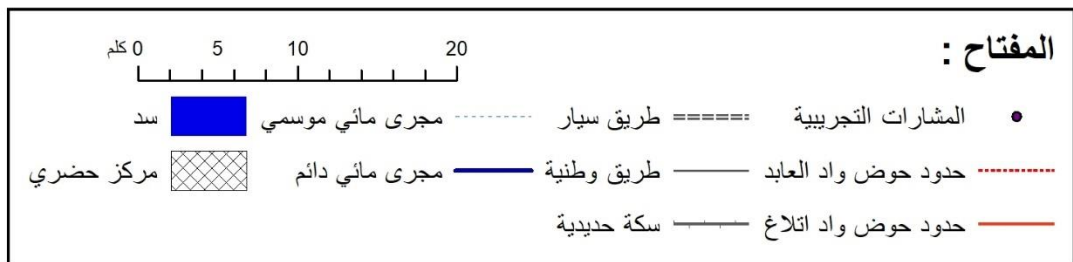 المفتاح :
0 5 10 20 كلم
المشارات التجريبية طريق سيار مجرى مائي موسمي سد
حدود حوض واد العابد طريق وطنية مجرى مائي دائم مركز حضري
حدود حوض واد اتلاغ سكة حديدية